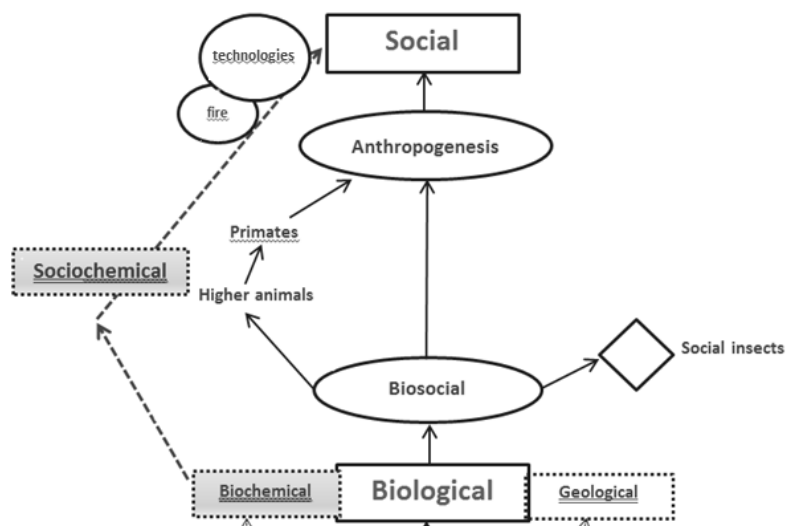 Social
technologies
fire
Anthropogenesis
Primates
Sociochemical
Higher animals
Social insects
Biosocial
Biochemical
Biological
Geological